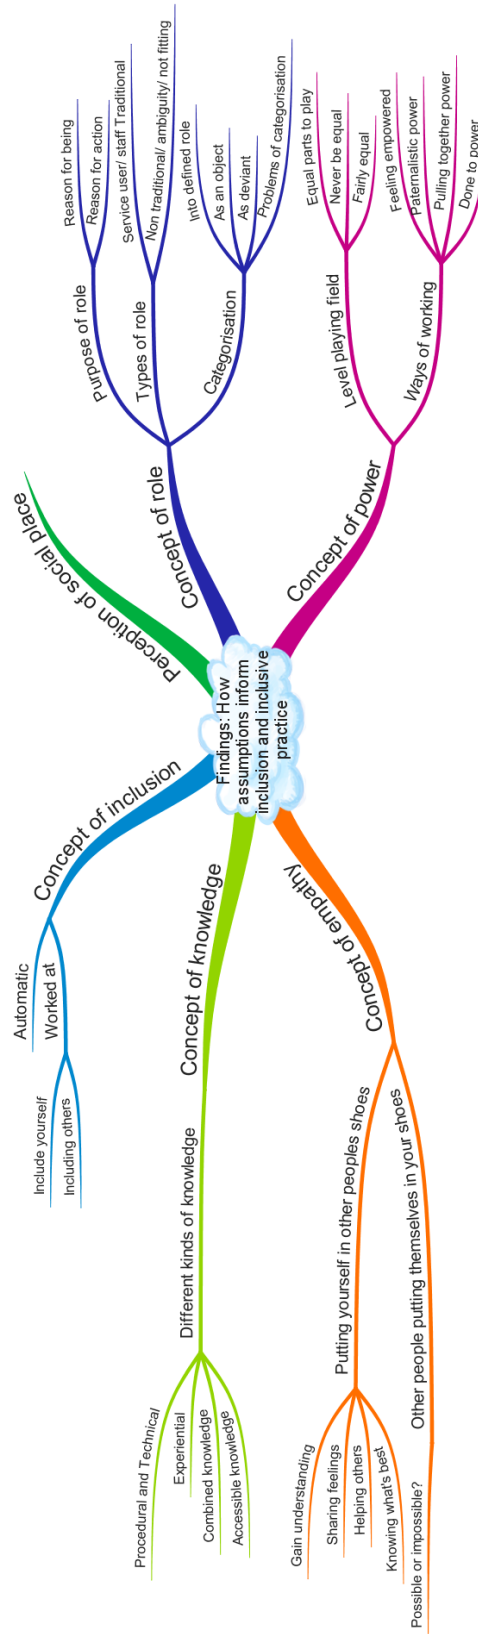 Findings: How
assumptions inform
inclusion and inclusive
practice
Concept of role
Purpose of role
Reason for being
Reason for action
Types of role
Service user/ staff Traditional
Non traditional/ ambiguity/ not fitting
Categorisation
Into defined role
As an object
As deviant
Problems of categorisation
Concept of power
Level playing field
Equal parts to play
Never be equal
Fairly equal
Ways of working
Feeling empowered
Paternalistic power
Pulling together power
Done to power
Concept of empathy
Putting yourself in other peoples shoes
Gain understanding
Sharing feelings
Helping others
Knowing what's best
Other people putting themselves in your shoes
Possible or impossible?
Concept of knowledge
Different kinds of knowledge
Procedural and Technical
Experiential
Combined knowledge
Accessible knowledge
Concept of inclusion
Automatic
Worked at
Include yourself
Including others
Perception of social place